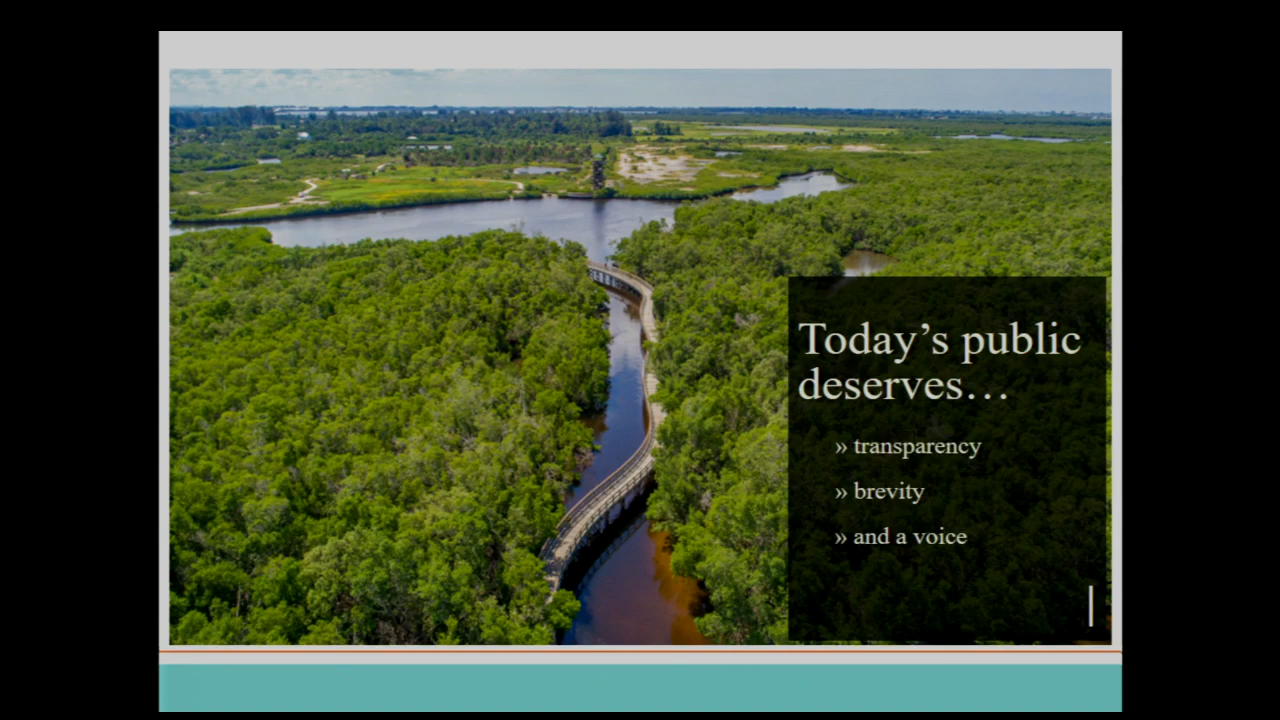 Today’s public
deserves…
» transparency
» brevity
» and a voice